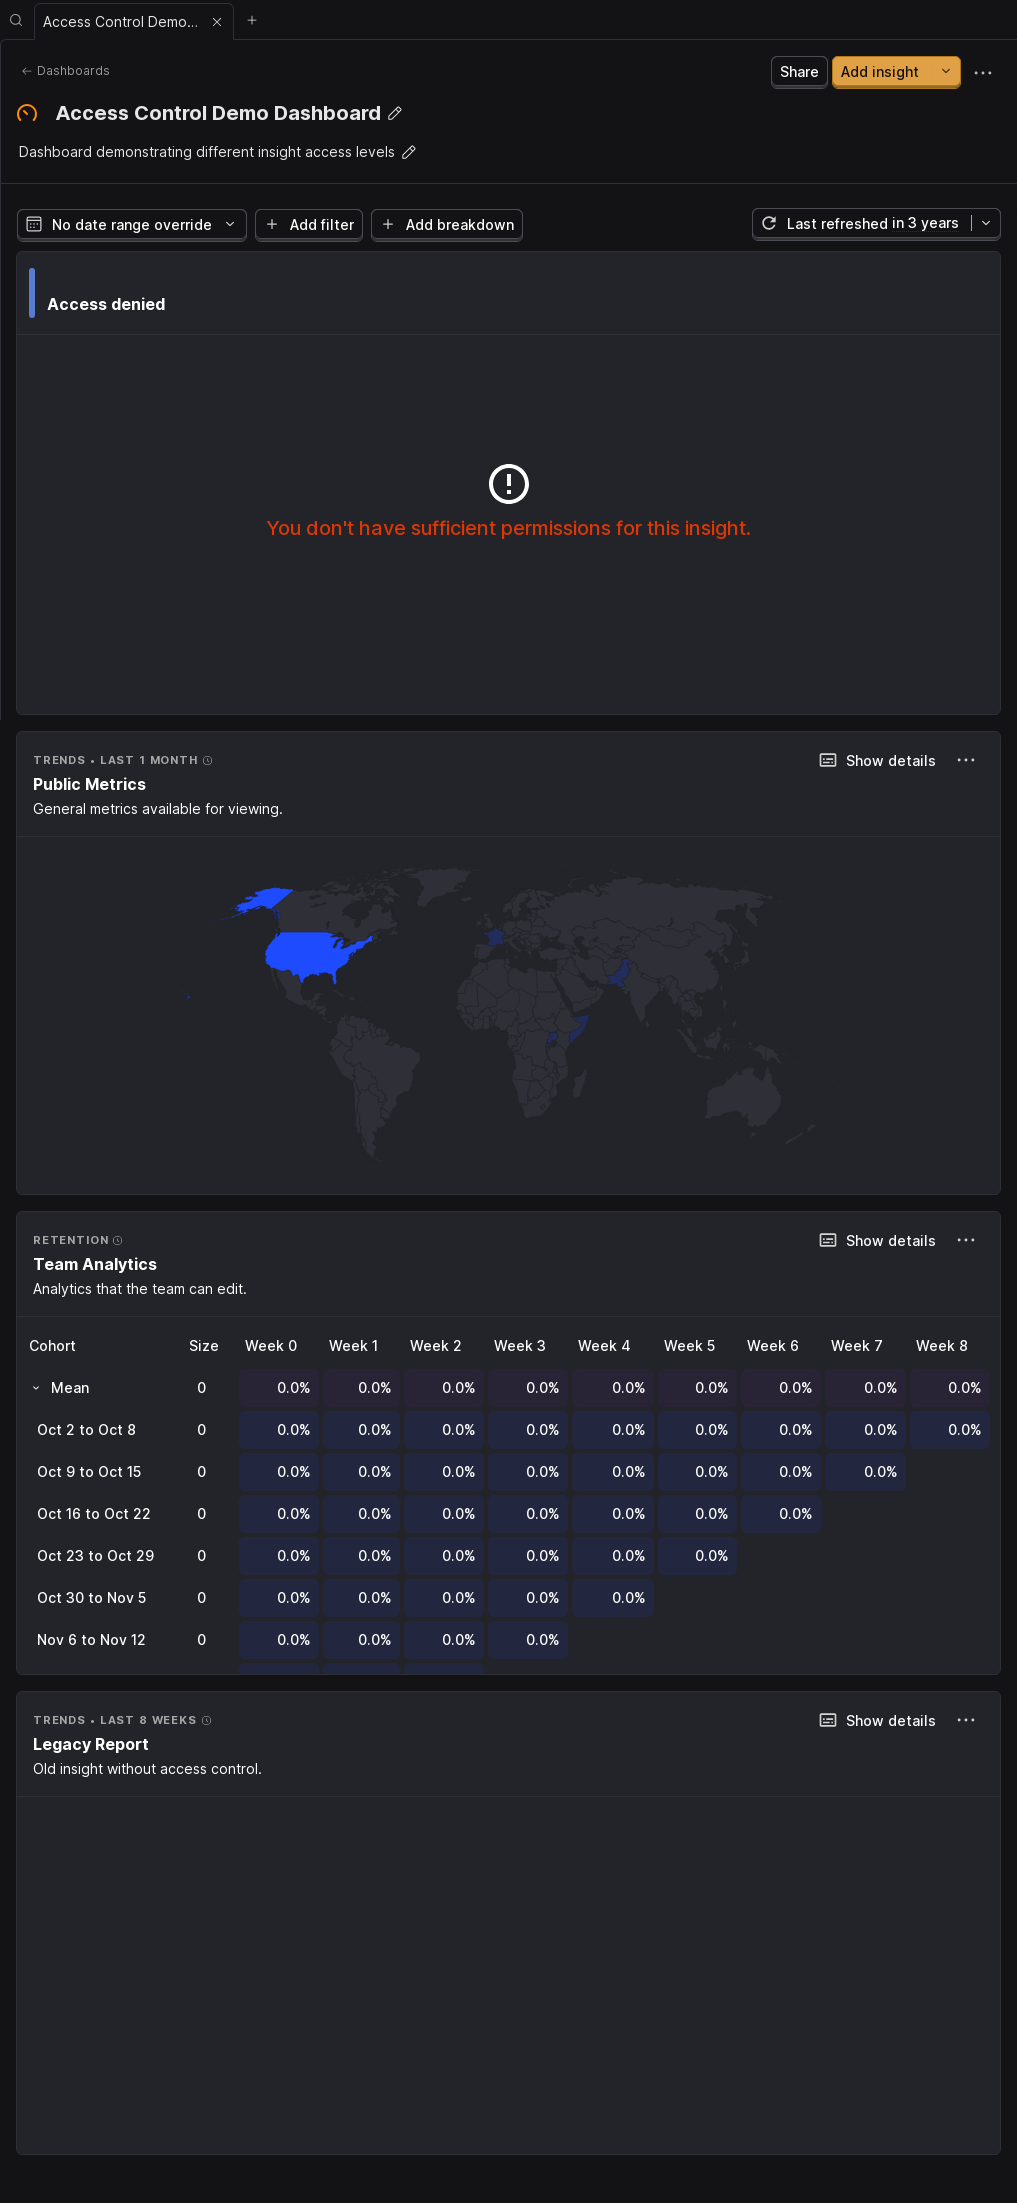 Access Control Demo...
Dashboards
Share
Add insight
Access Control Demo Dashboard
Dashboard demonstrating different insight access levels
No date range override
Add filter
Add breakdown
Last refreshed in 3 years
Access denied
You don't have sufficient permissions for this insight.
TRENDS • LAST 1 MONTH
Show details
Public Metrics
General metrics available for viewing.
RETENTION
Show details
Team Analytics
Analytics that the team can edit.
Cohort Size Week 0 Week 1 Week 2 Week 3 Week 4 Week 5 Week 6 Week 7 Week 8
Mean 0 0.0% 0.0% 0.0% 0.0% 0.0% 0.0% 0.0% 0.0% 0.0%
Oct 2 to Oct 8 0 0.0% 0.0% 0.0% 0.0% 0.0% 0.0% 0.0% 0.0% 0.0%
Oct 9 to Oct 15 0 0.0% 0.0% 0.0% 0.0% 0.0% 0.0% 0.0% 0.0%
Oct 16 to Oct 22 0 0.0% 0.0% 0.0% 0.0% 0.0% 0.0% 0.0%
Oct 23 to Oct 29 0 0.0% 0.0% 0.0% 0.0% 0.0% 0.0%
Oct 30 to Nov 5 0 0.0% 0.0% 0.0% 0.0% 0.0%
Nov 6 to Nov 12 0 0.0% 0.0% 0.0% 0.0%
TRENDS • LAST 8 WEEKS
Show details
Legacy Report
Old insight without access control.